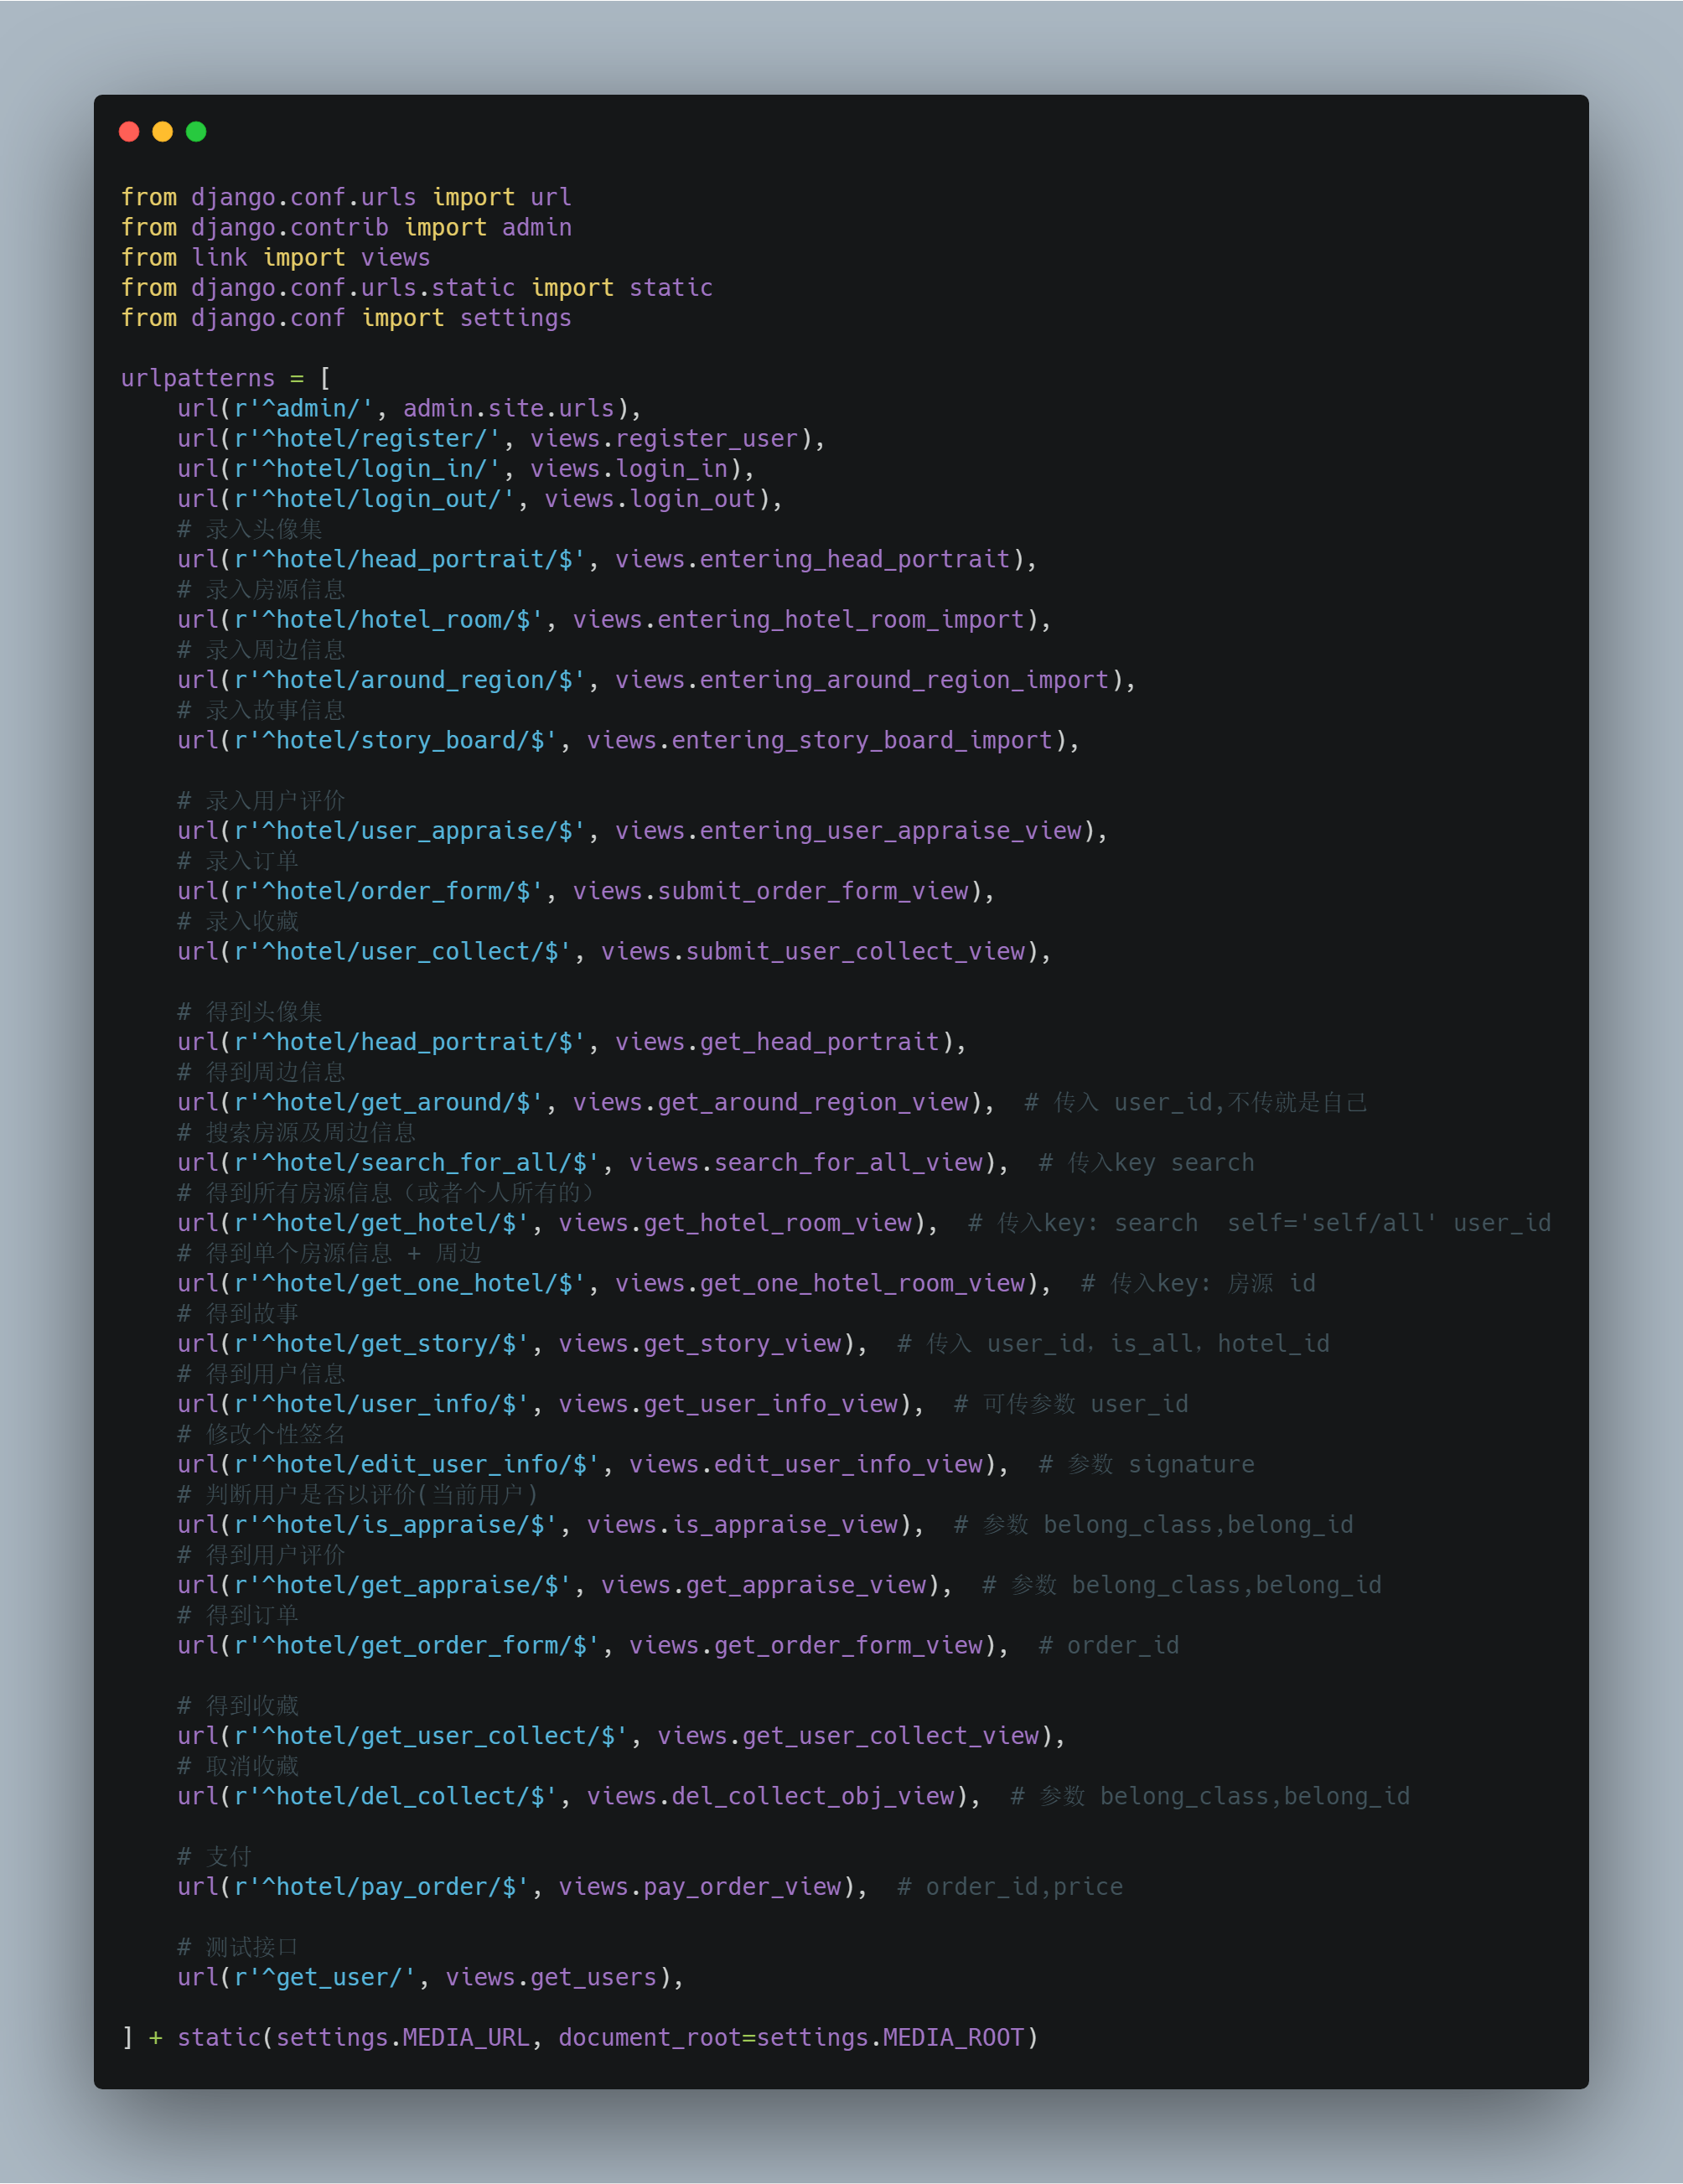 from django.conf.urls import url
from django.contrib import admin
from link import views
from django.conf.urls.static import static
from django.conf import settings
urlpatterns = [
    url(r'^admin/', admin.site.urls),
    url(r'^hotel/register/', views.register_user),
    url(r'^hotel/login_in/', views.login_in),
    url(r'^hotel/login_out/', views.login_out),
    # 录入头像集
    url(r'^hotel/head_portrait/$', views.entering_head_portrait),
    # 录入房源信息
    url(r'^hotel/hotel_room/$', views.entering_hotel_room_import),
    # 录入周边信息
    url(r'^hotel/around_region/$', views.entering_around_region_import),
    # 录入故事信息
    url(r'^hotel/story_board/$', views.entering_story_board_import),
    # 录入用户评价
    url(r'^hotel/user_appraise/$', views.entering_user_appraise_view),
    # 录入订单
    url(r'^hotel/order_form/$', views.submit_order_form_view),
    # 录入收藏
    url(r'^hotel/user_collect/$', views.submit_user_collect_view),
    # 得到头像集
    url(r'^hotel/head_portrait/$', views.get_head_portrait),
    # 得到周边信息
    url(r'^hotel/get_around/$', views.get_around_region_view),  # 传入 user_id,不传就是自己
    # 搜索房源及周边信息
    url(r'^hotel/search_for_all/$', views.search_for_all_view),  # 传入key search
    # 得到所有房源信息（或者个人所有的）
    url(r'^hotel/get_hotel/$', views.get_hotel_room_view),  # 传入key: search  self='self/all' user_id
    # 得到单个房源信息 + 周边
    url(r'^hotel/get_one_hotel/$', views.get_one_hotel_room_view),  # 传入key: 房源 id
    # 得到故事
    url(r'^hotel/get_story/$', views.get_story_view),  # 传入 user_id，is_all，hotel_id
    # 得到用户信息
    url(r'^hotel/user_info/$', views.get_user_info_view),  # 可传参数 user_id
    # 修改个性签名
    url(r'^hotel/edit_user_info/$', views.edit_user_info_view),  # 参数 signature
    # 判断用户是否以评价(当前用户)
    url(r'^hotel/is_appraise/$', views.is_appraise_view),  # 参数 belong_class,belong_id
    # 得到用户评价
    url(r'^hotel/get_appraise/$', views.get_appraise_view),  # 参数 belong_class,belong_id
    # 得到订单
    url(r'^hotel/get_order_form/$', views.get_order_form_view),  # order_id
    # 得到收藏
    url(r'^hotel/get_user_collect/$', views.get_user_collect_view),
    # 取消收藏
    url(r'^hotel/del_collect/$', views.del_collect_obj_view),  # 参数 belong_class,belong_id
    # 支付
    url(r'^hotel/pay_order/$', views.pay_order_view),  # order_id,price
    # 测试接口
    url(r'^get_user/', views.get_users),
] + static(settings.MEDIA_URL, document_root=settings.MEDIA_ROOT)